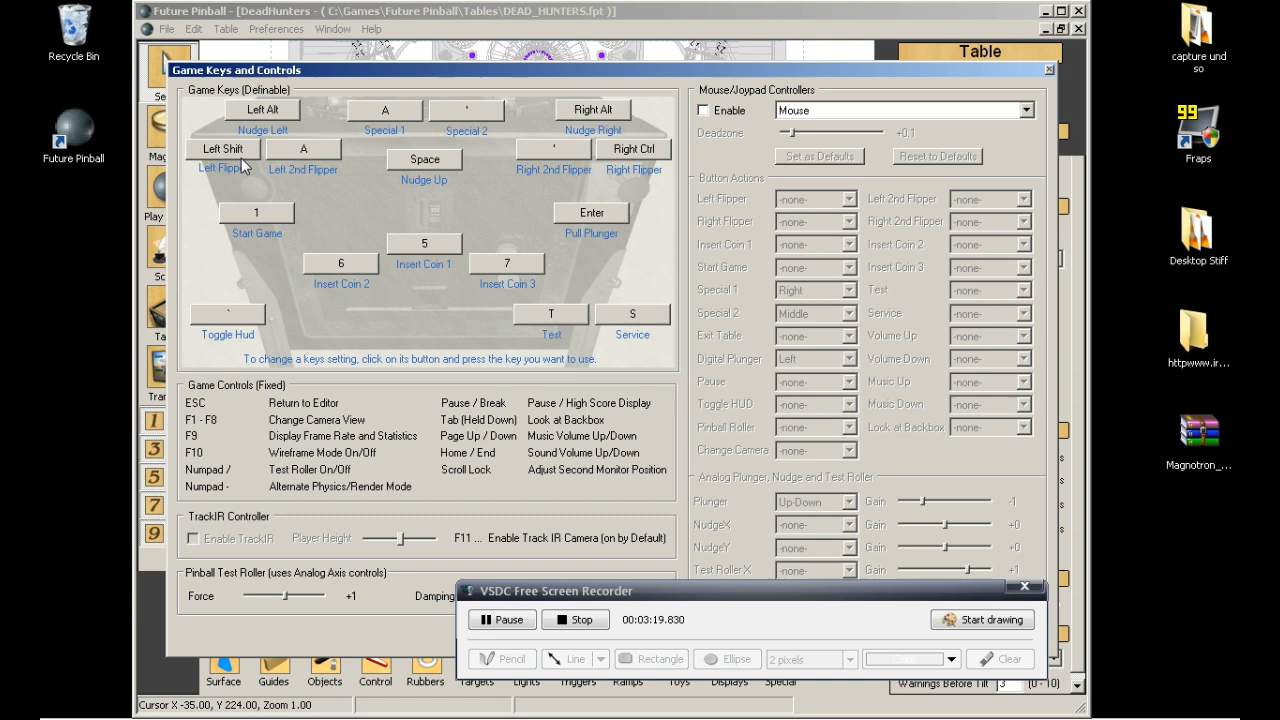 Future Pinball - [DeadHunters - ( C:\Games\Future Pinball\Tables\DEAD_HUNTERS.fpt )]
File Edit Table Preferences Window Help
Table
Game Keys and Controls
Game Keys (Definable)
Left Alt
Nudge Left
A
Special 1
'
Special 2
Right Alt
Nudge Right
Left Shift
A
Left 2nd Flipper
Space
Nudge Up
'
Right 2nd Flipper
Right Ctrl
Right Flipper
1
Start Game
Enter
Pull Plunger
5
Insert Coin 1
6
Insert Coin 2
7
Insert Coin 3
`
Toggle Hud
T
Test
S
Service
To change a keys setting, click on its button and press the key you want to use.
Game Controls (Fixed)
ESC Return to Editor Pause / Break Pause / High Score Display
F1 - F8 Change Camera View Tab (Held Down) Look at Backbox
F9 Display Frame Rate and Statistics Page Up / Down Music Volume Up/Down
F10 Wireframe Mode On/Off Home / End Sound Volume Up/Down
Numpad / Test Roller On/Off Scroll Lock Adjust Second Monitor Position
Numpad - Alternate Physics/Render Mode
TrackIR Controller
Enable TrackIR Player Height F11 ... Enable Track IR Camera (on by Default)
Pinball Test Roller (uses Analog Axis controls)
Force +1 Damping
Mouse/Joypad Controllers
Enable Mouse
Deadzone +0.1
Set as Defaults Reset to Defaults
Button Actions
Left Flipper -none- Left 2nd Flipper -none-
Right Flipper -none- Right 2nd Flipper -none-
Insert Coin 1 -none- Insert Coin 2 -none-
Start Game -none- Insert Coin 3 -none-
Special 1 Right Test -none-
Special 2 Middle Service -none-
Exit Table -none- Volume Up -none-
Digital Plunger Left Volume Down -none-
Pause -none- Music Up -none-
Toggle HUD -none- Music Down -none-
Pinball Roller -none- Look at Backbox -none-
Change Camera -none-
Analog Plunger, Nudge and Test Roller
Plunger Up-Down Gain -1
NudgeX -none- Gain +0
NudgeY -none- Gain +0
Test Roller X -none- Gain +1
VSDC Free Screen Recorder
Pause Stop 00:03:19.830 Start drawing
Pencil Line Rectangle Ellipse 2 pixels Clear
Surface Guides Objects Control Rubbers Targets Lights Triggers Ramps Toys Displays Special
Warnings Before Tilt 3 (0 - 10)
Cursor X -35.00, Y 224.00, Zoom 1.00
1
3
5
7
9
Recycle Bin
Future Pinball
capture und so
99
Fraps
Desktop Stiff
httpwww.ir...
Magnotron_...